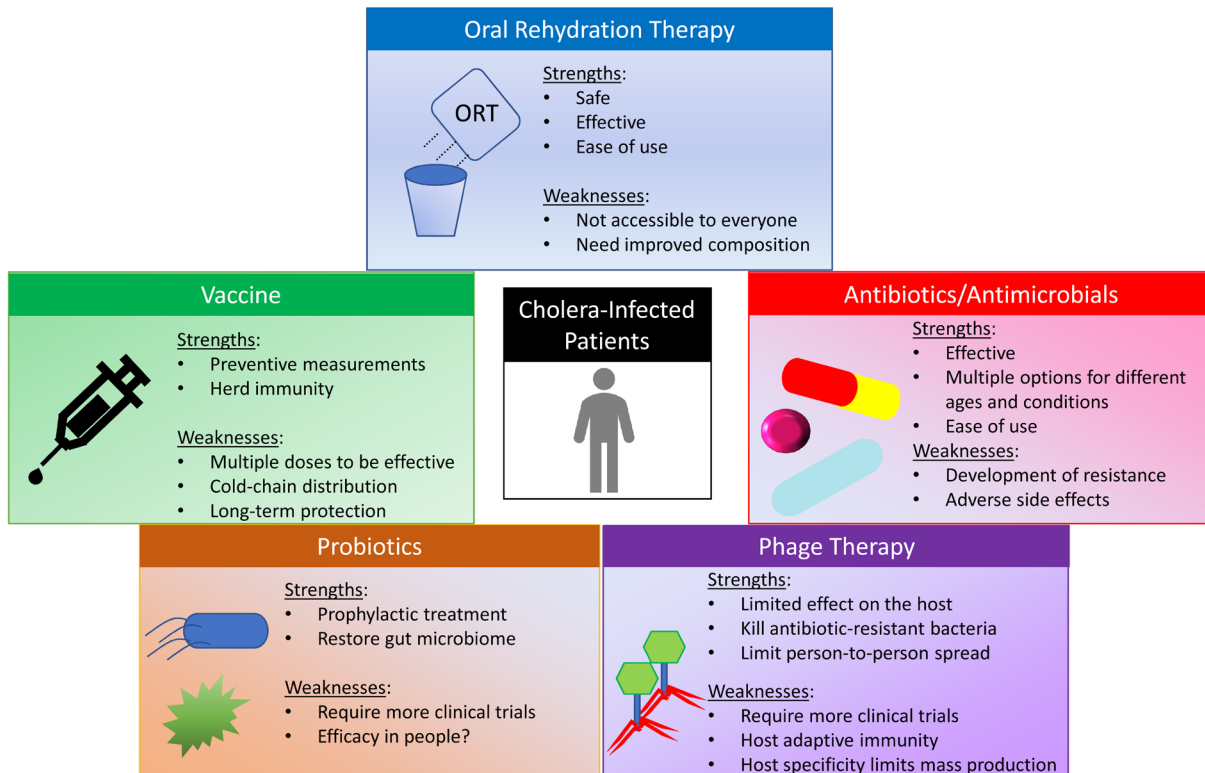 Oral Rehydration Therapy
ORT
Strengths:
• Safe
• Effective
• Ease of use
Weaknesses:
• Not accessible to everyone
• Need improved composition
Vaccine
Strengths:
• Preventive measurements
• Herd immunity
Weaknesses:
• Multiple doses to be effective
• Cold-chain distribution
• Long-term protection
Cholera-Infected
Patients
Antibiotics/Antimicrobials
Strengths:
• Effective
• Multiple options for different
ages and conditions
• Ease of use
Weaknesses:
• Development of resistance
• Adverse side effects
Probiotics
Strengths:
• Prophylactic treatment
• Restore gut microbiome
Weaknesses:
• Require more clinical trials
• Efficacy in people?
Phage Therapy
Strengths:
• Limited effect on the host
• Kill antibiotic-resistant bacteria
• Limit person-to-person spread
Weaknesses:
• Require more clinical trials
• Host adaptive immunity
• Host specificity limits mass production